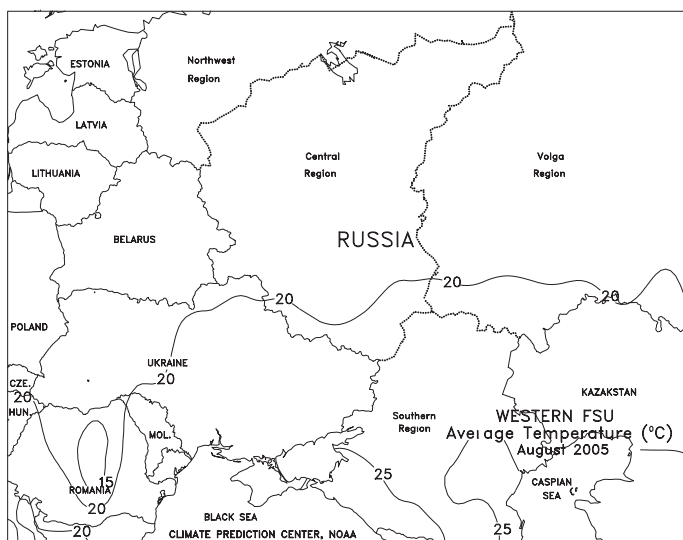 Northwest
Region
ESTONIA
LATVIA
Central
Region
Volga
Region
LITHUANIA
BELARUS
RUSSIA
20
20
20
POLAND
UKRAINE
20
CZE.
20
HUN.
KAZAKSTAN
Southern
Region
WESTERN FSU
Average Temperature (ºC)
August 2005
MOL.
25
15
ROMANIA
20
CASPIAN
SEA
BLACK SEA
20
25
CLIMATE PREDICTION CENTER, NOAA